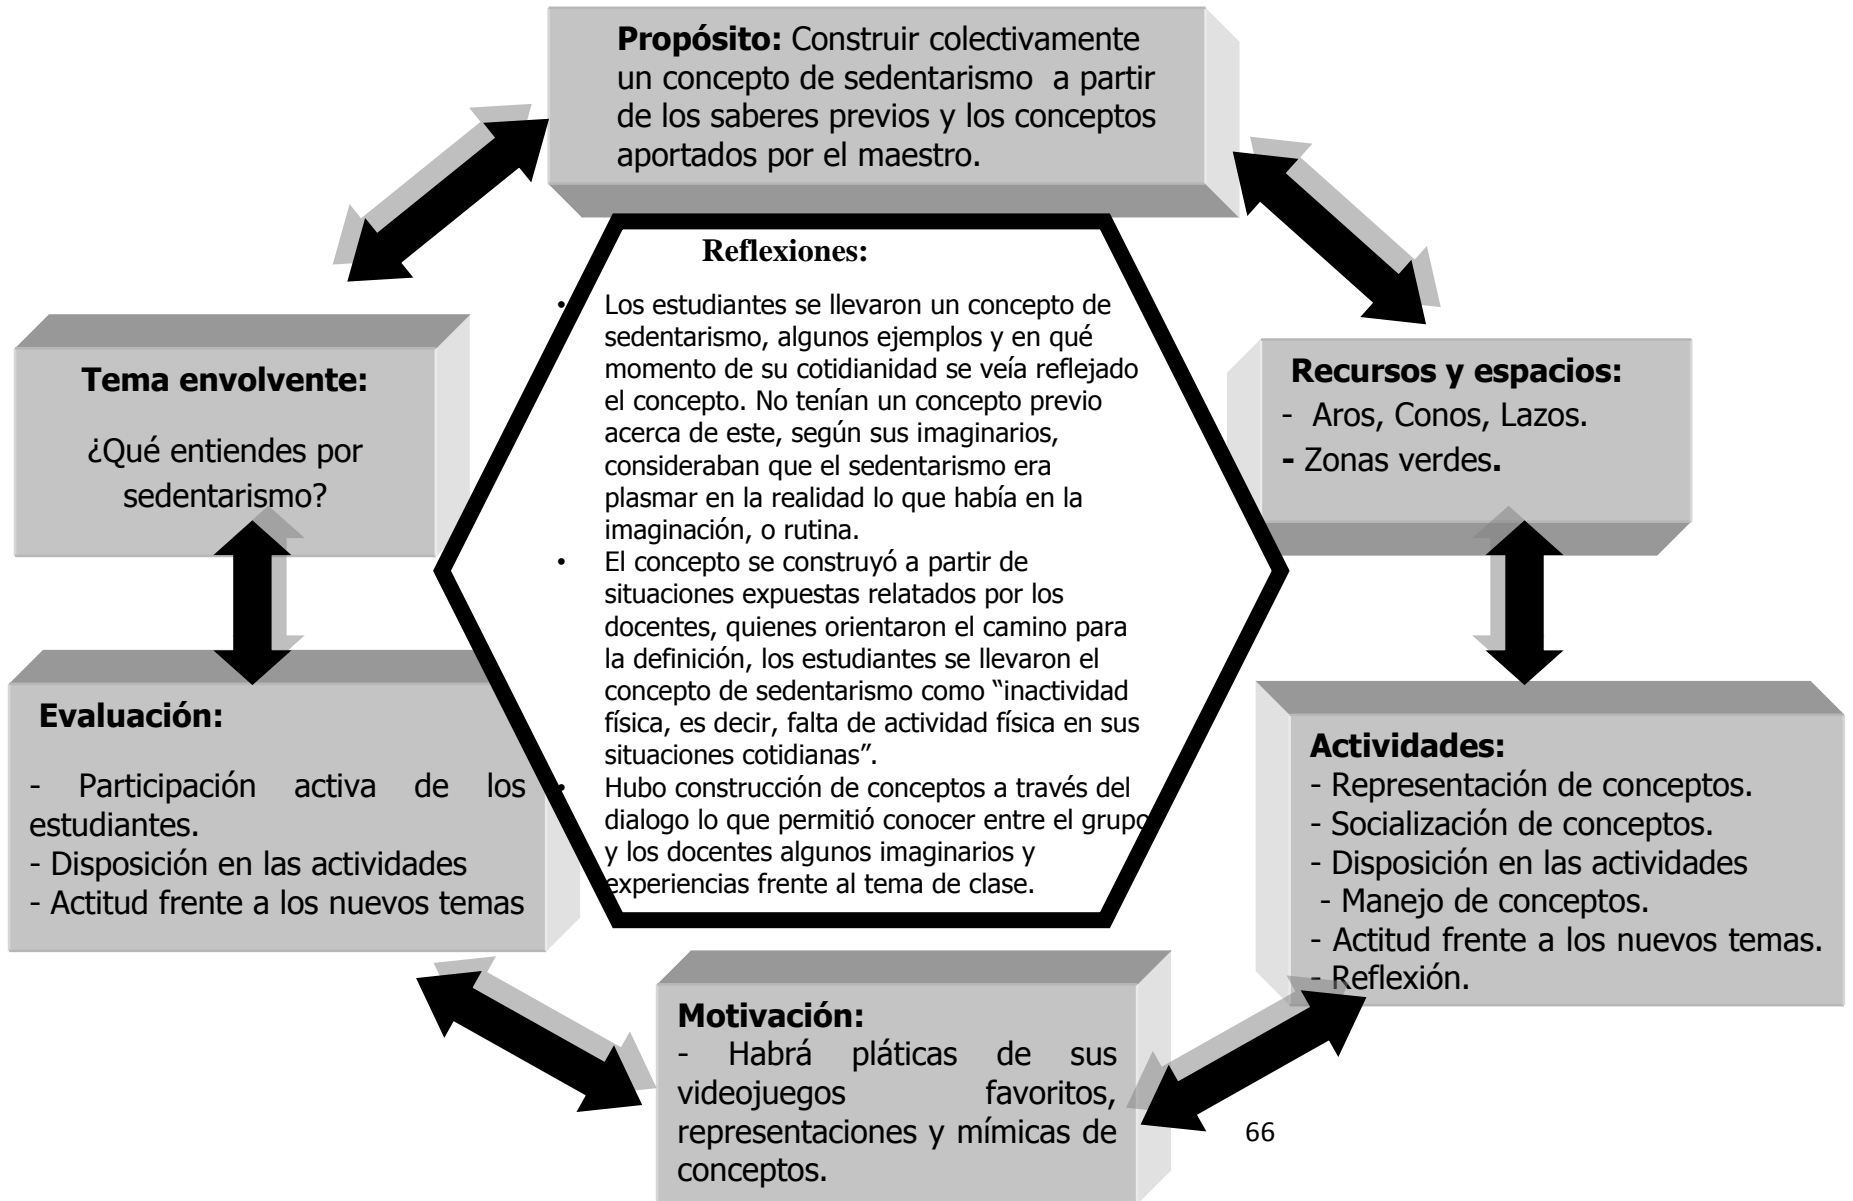 Propósito: Construir colectivamente
un concepto de sedentarismo a partir
de los saberes previos y los conceptos
aportados por el maestro.
Reflexiones:
• Los estudiantes se llevaron un concepto de
sedentarismo, algunos ejemplos y en qué
momento de su cotidianidad se veía reflejado
el concepto. No tenían un concepto previo
acerca de este, según sus imaginarios,
consideraban que el sedentarismo era
plasmar en la realidad lo que había en la
imaginación, o rutina.
• El concepto se construyó a partir de
situaciones expuestas relatados por los
docentes, quienes orientaron el camino para
la definición, los estudiantes se llevaron el
concepto de sedentarismo como “inactividad
física, es decir, falta de actividad física en sus
situaciones cotidianas”.
• Hubo construcción de conceptos a través del
dialogo lo que permitió conocer entre el grupo
y los docentes algunos imaginarios y
experiencias frente al tema de clase.
Tema envolvente:
¿Qué entiendes por
sedentarismo?
Recursos y espacios:
- Aros, Conos, Lazos.
- Zonas verdes.
Evaluación:
- Participación activa de los
estudiantes.
- Disposición en las actividades
- Actitud frente a los nuevos temas
Actividades:
- Representación de conceptos.
- Socialización de conceptos.
- Disposición en las actividades
- Manejo de conceptos.
- Actitud frente a los nuevos temas.
- Reflexión.
Motivación:
- Habrá pláticas de sus
videojuegos favoritos,
representaciones y mímicas de
conceptos.
66